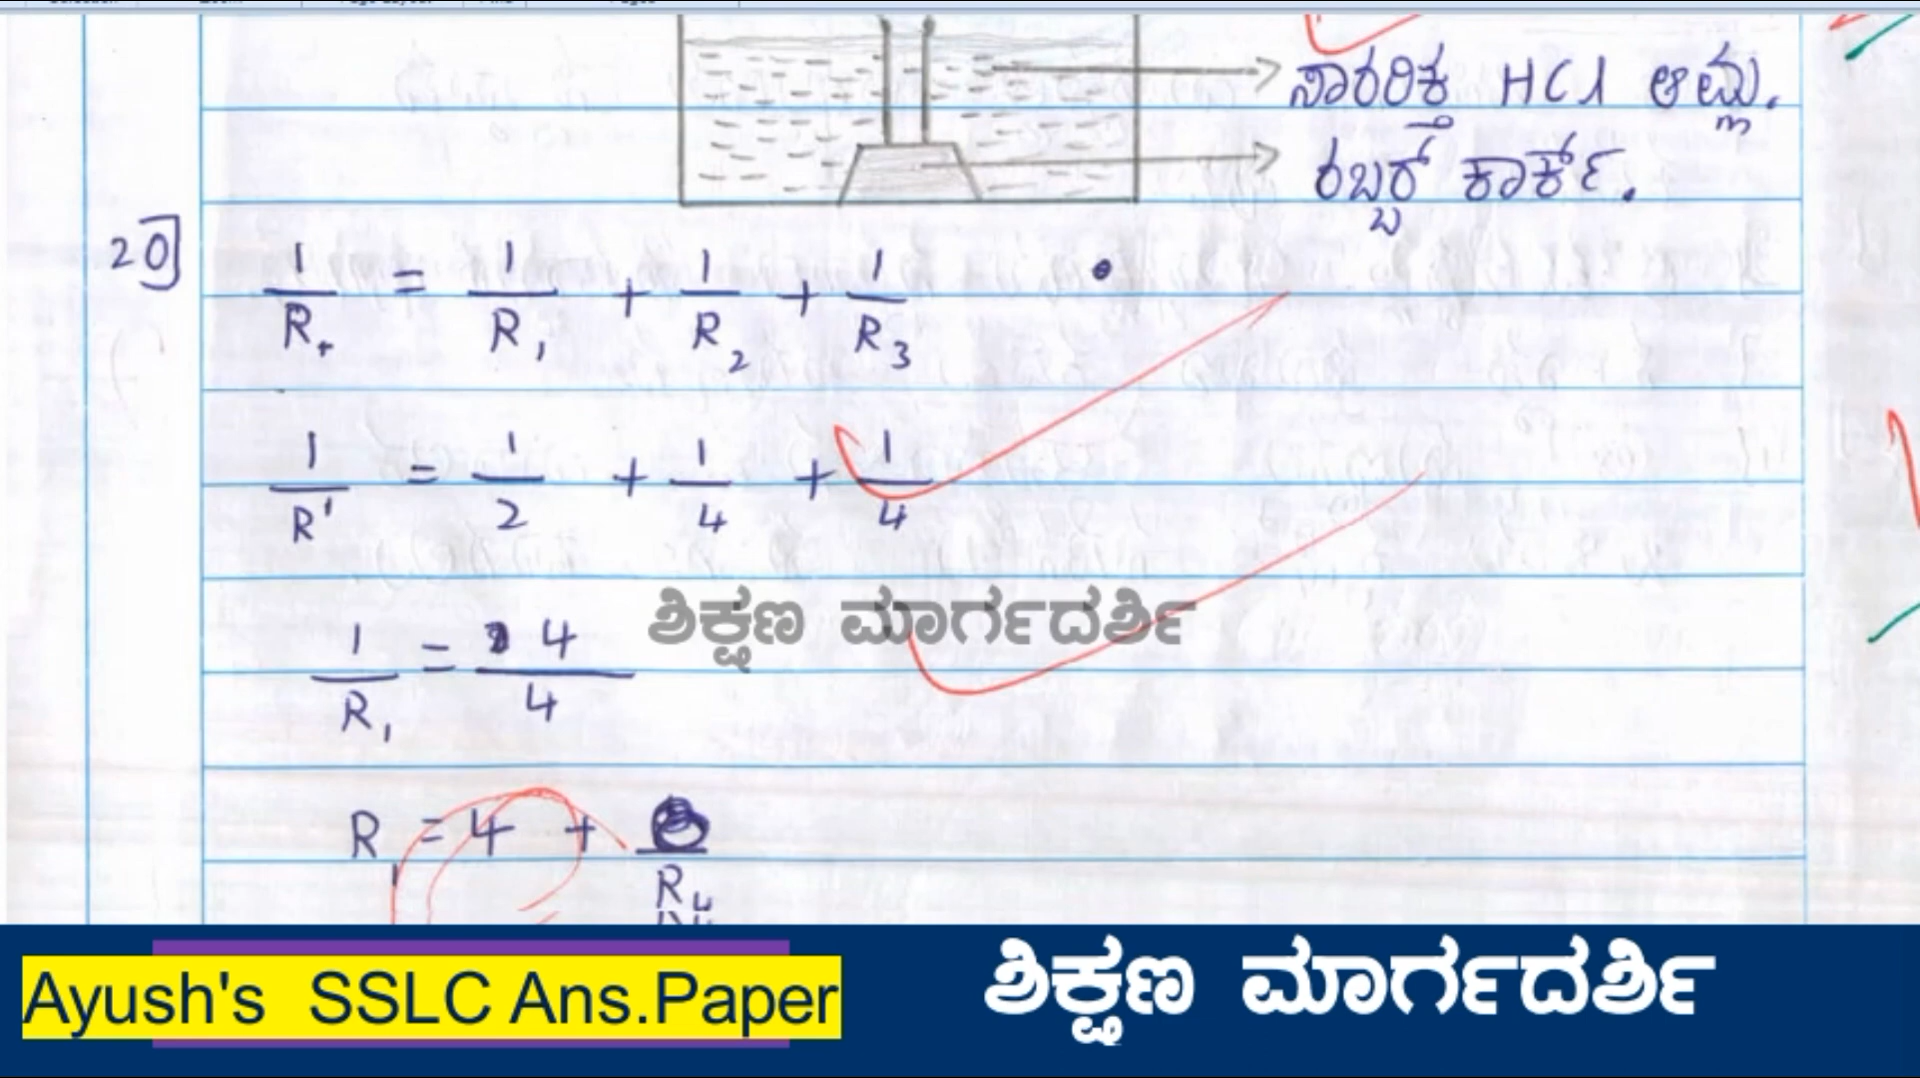 ಸಾರರಿಕ್ತ HCl ಆಮ್ಲ.
ರಬ್ಬರ್ ಕಾರ್ಕ್.
20]
1/R. = 1/R₁ + 1/R₂ + 1/R₃
1/R' = 1/2 + 1/4 + 1/4
ಶಿಕ್ಷಣ ಮಾರ್ಗದರ್ಶಿ
1/R₁ = 4/4
R₁ = 4 +
R₄
Ayush's SSLC Ans.Paper
ಶಿಕ್ಷಣ ಮಾರ್ಗದರ್ಶಿ